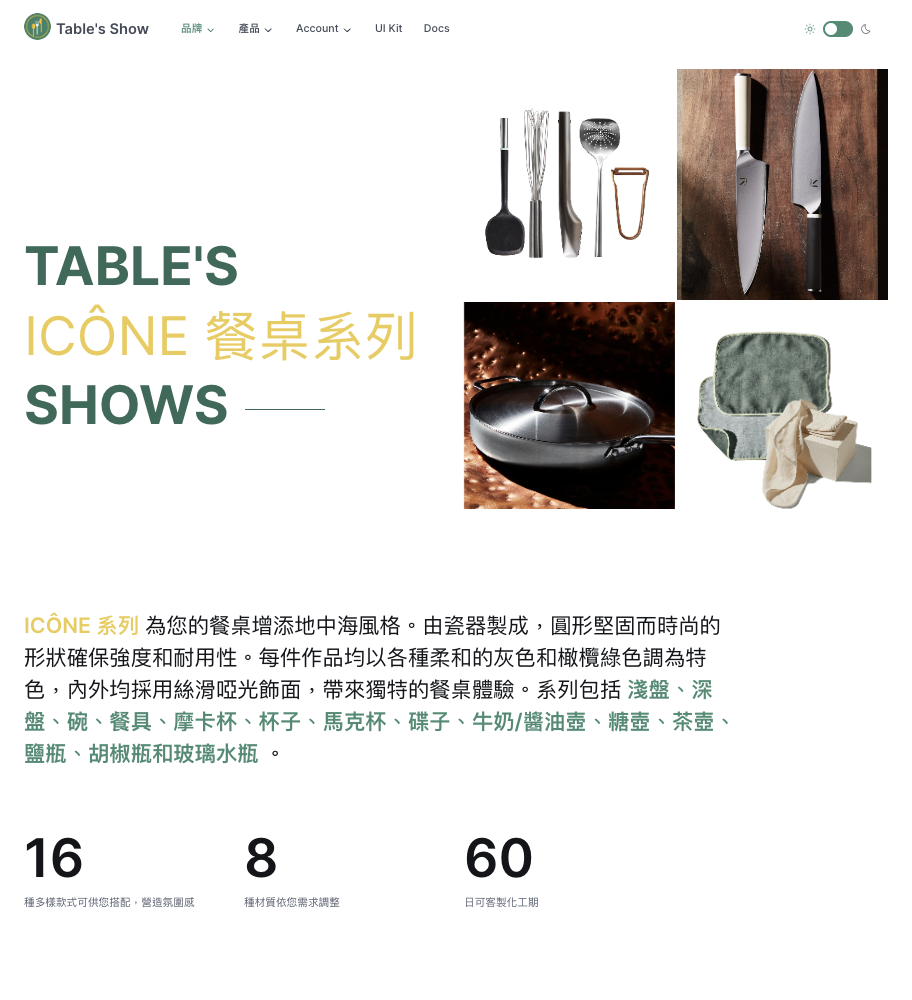 Table's Show
品牌
產品
Account
UI Kit
Docs
TABLE'S
ICÔNE 餐桌系列
SHOWS
ICÔNE 系列 為您的餐桌增添地中海風格。由瓷器製成，圓形堅固而時尚的
形狀確保強度和耐用性。每件作品均以各種柔和的灰色和橄欖綠色調為特
色，內外均採用絲滑啞光飾面，帶來獨特的餐桌體驗。系列包括 淺盤、深
盤、碗、餐具、摩卡杯、杯子、馬克杯、碟子、牛奶/醬油壺、糖壺、茶壺、
鹽瓶、胡椒瓶和玻璃水瓶 。
16
種多樣款式可供您搭配，營造氛圍感
8
種材質依您需求調整
60
日可客製化工期